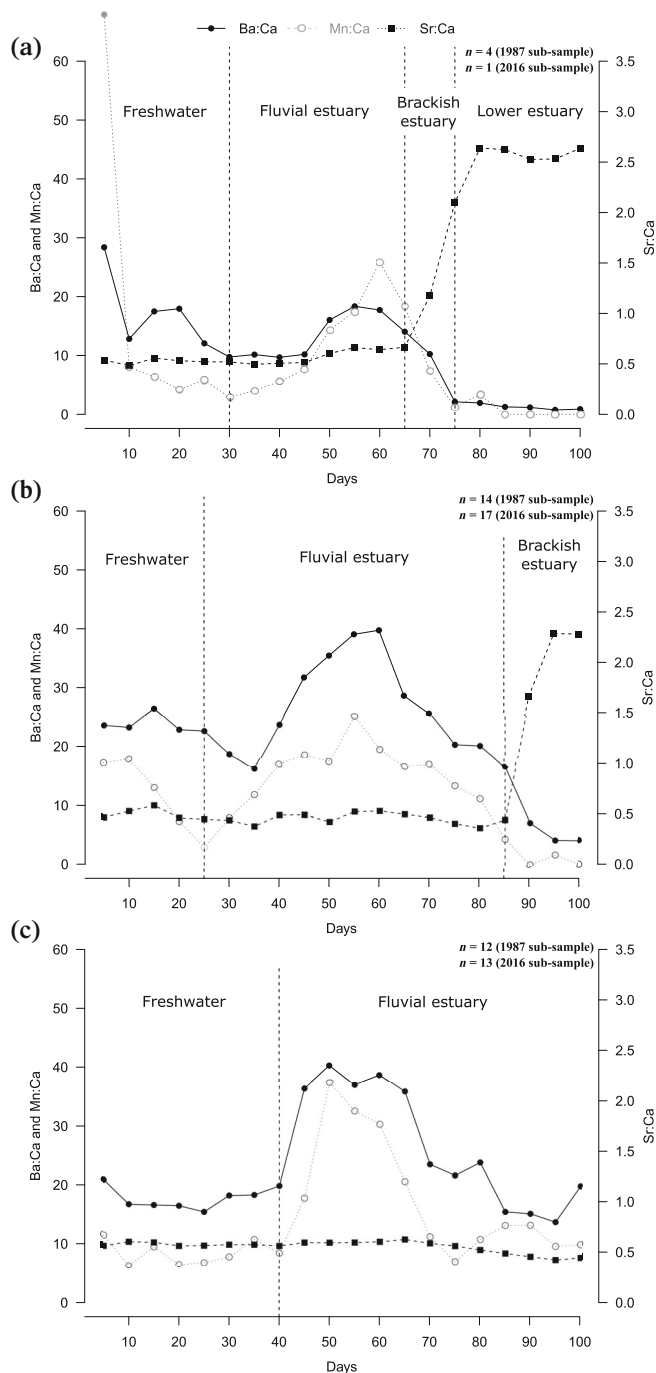 Ba:Ca Mn:Ca Sr:Ca
(a)
n = 4 (1987 sub-sample)
n = 1 (2016 sub-sample)
Freshwater Fluvial estuary Brackish estuary Lower estuary
Ba:Ca and Mn:Ca
60
50
40
30
20
10
0
Sr:Ca
3.5
3.0
2.5
2.0
1.5
1.0
0.5
0.0
10 20 30 40 50 60 70 80 90 100
Days
(b)
n = 14 (1987 sub-sample)
n = 17 (2016 sub-sample)
Freshwater Fluvial estuary Brackish estuary
Ba:Ca and Mn:Ca
60
50
40
30
20
10
0
Sr:Ca
3.5
3.0
2.5
2.0
1.5
1.0
0.5
0.0
10 20 30 40 50 60 70 80 90 100
Days
(c)
n = 12 (1987 sub-sample)
n = 13 (2016 sub-sample)
Freshwater Fluvial estuary
Ba:Ca and Mn:Ca
60
50
40
30
20
10
0
Sr:Ca
3.5
3.0
2.5
2.0
1.5
1.0
0.5
0.0
10 20 30 40 50 60 70 80 90 100
Days